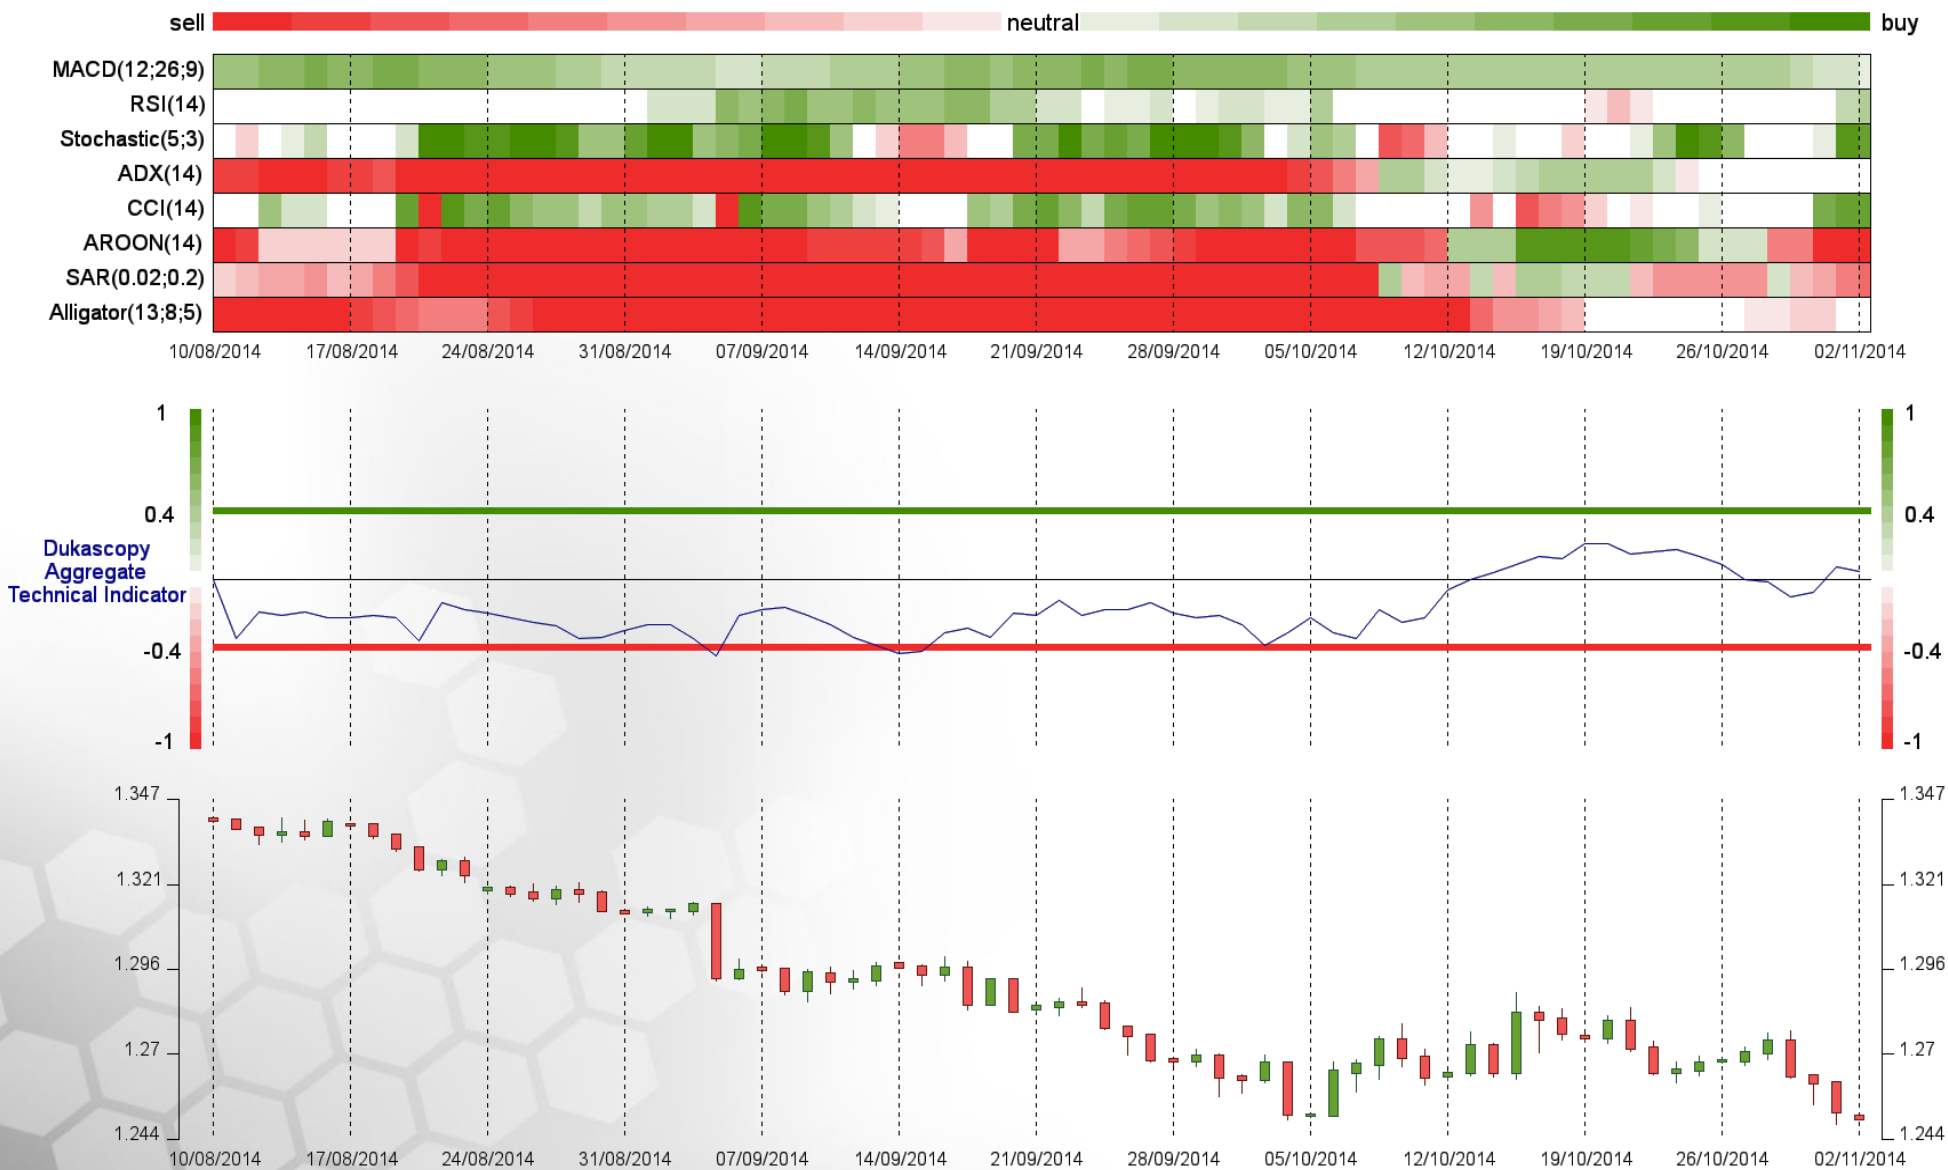 sell neutral buy
MACD(12;26;9)
RSI(14)
Stochastic(5;3)
ADX(14)
CCI(14)
AROON(14)
SAR(0.02;0.2)
Alligator(13;8;5)
10/08/2014 17/08/2014 24/08/2014 31/08/2014 07/09/2014 14/09/2014 21/09/2014 28/09/2014 05/10/2014 12/10/2014 19/10/2014 26/10/2014 02/11/2014
1 1
0.4 0.4
Dukascopy
Aggregate
Technical Indicator
-0.4 -0.4
-1 -1
1.347 1.347
1.321 1.321
1.296 1.296
1.27 1.27
1.244 1.244
10/08/2014 17/08/2014 24/08/2014 31/08/2014 07/09/2014 14/09/2014 21/09/2014 28/09/2014 05/10/2014 12/10/2014 19/10/2014 26/10/2014 02/11/2014